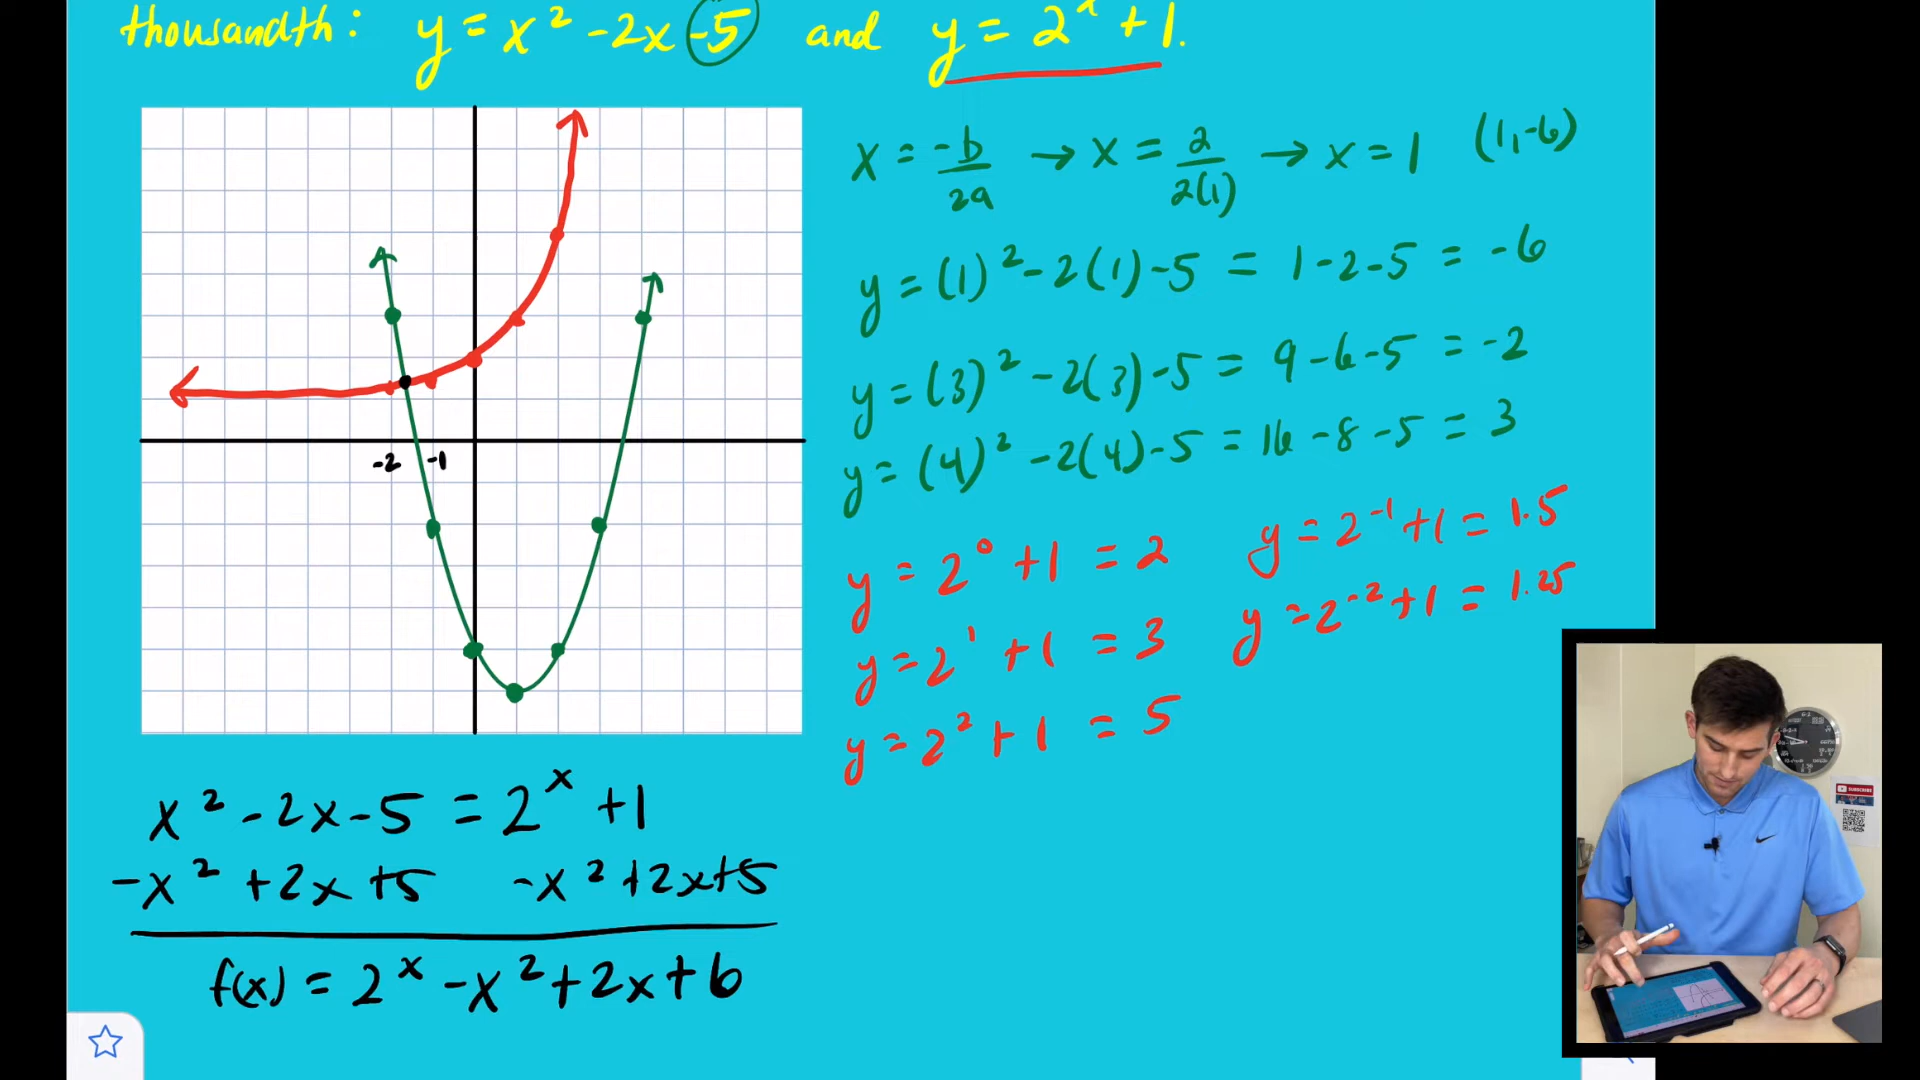 thousandth: y = x² -2x -5 and y = 2ˣ + 1.
x = -b/2a → x = 2/2(1) → x = 1 (1,-6)
y = (1)² - 2(1) - 5 = 1 - 2 - 5 = -6
y = (3)² - 2(3) - 5 = 9 - 6 - 5 = -2
y = (4)² - 2(4) - 5 = 16 - 8 - 5 = 3
-2 -1
y = 2⁰ + 1 = 2
y = 2¹ + 1 = 3
y = 2² + 1 = 5
y = 2⁻¹ + 1 = 1.5
y = 2⁻² + 1 = 1.25
x² - 2x - 5 = 2ˣ + 1
-x² + 2x + 5 -x² + 2x + 5
f(x) = 2ˣ - x² + 2x + 6
SUBSCRIBE